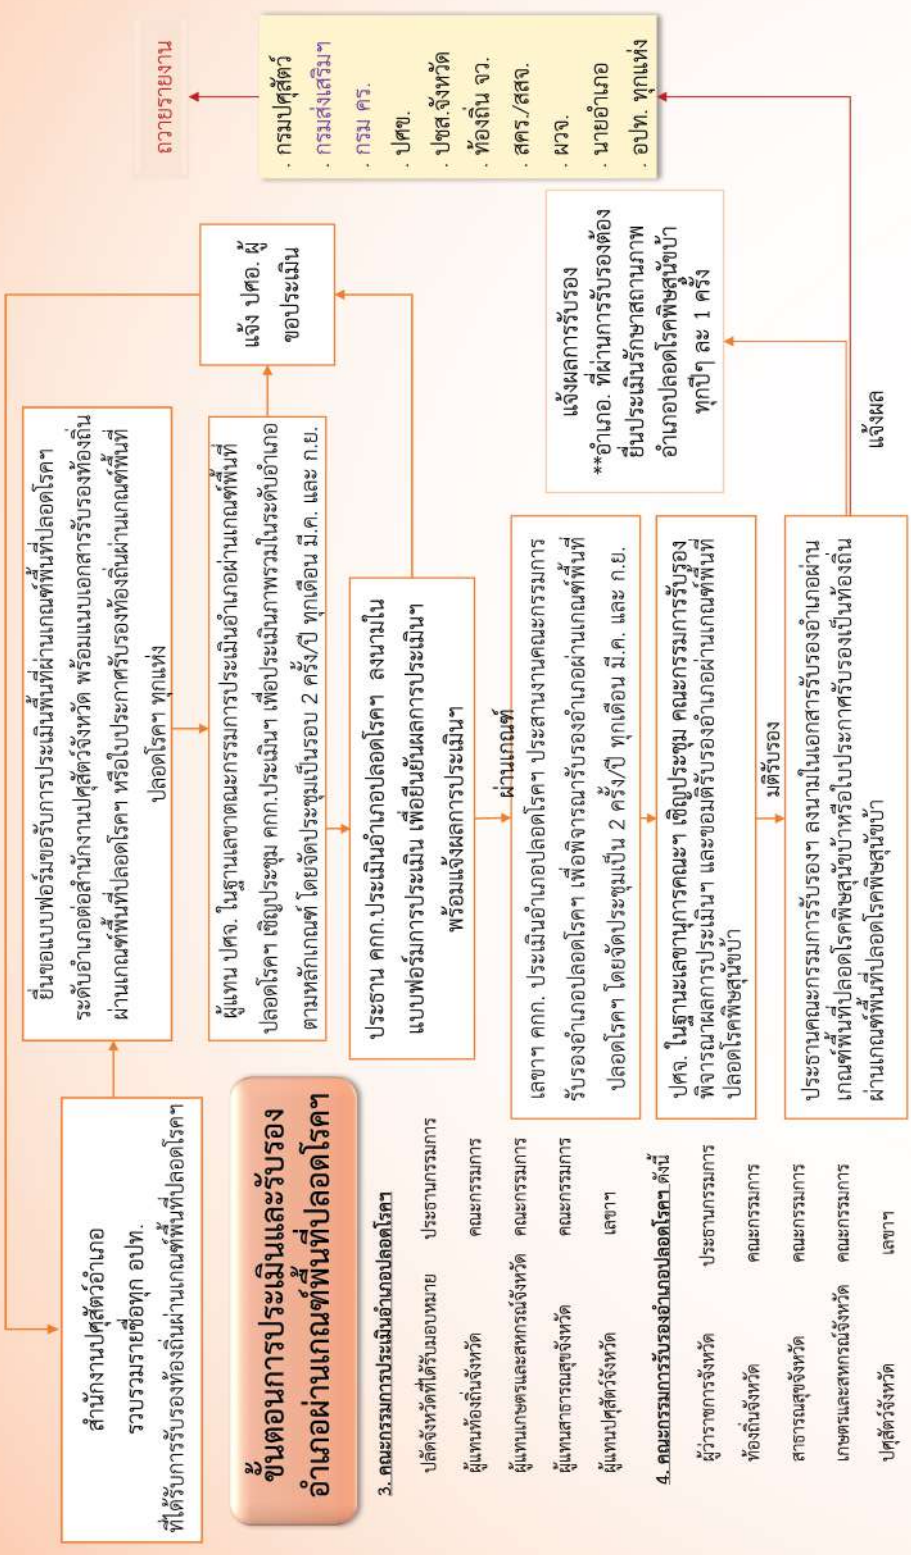 สำนักงานปศุสัตว์อำเภอ
รวบรวมรายชื่อทุก อปท.
ที่ได้รับการรับรองท้องถิ่นผ่านเกณฑ์พื้นที่ปลอดโรคฯ
ยื่นขอแบบฟอร์มขอรับการประเมินพื้นที่ผ่านเกณฑ์พื้นที่ปลอดโรคฯ
ระดับอำเภอต่อสำนักงานปศุสัตว์จังหวัด พร้อมแนบเอกสารรับรองท้องถิ่น
ผ่านเกณฑ์พื้นที่ปลอดโรคฯ หรือใบประกาศรับรองท้องถิ่นผ่านเกณฑ์พื้นที่
ปลอดโรคฯ ทุกแห่ง
ขั้นตอนการประเมินและรับรอง
อำเภอผ่านเกณฑ์พื้นที่ปลอดโรคฯ
ผู้แทน ปศจ. ในฐานเลขาตณะกรรมการประเมินอำเภอผ่านเกณฑ์พื้นที่
ปลอดโรคฯ เชิญประชุม คกก.ประเมินฯ เพื่อประเมินภาพรวมในระดับอำเภอ
ตามหลักเกณฑ์ โดยจัดประชุมเป็นรอบ 2 ครั้ง/ปี ทุกเดือน มี.ค. และ ก.ย.
แจ้ง ปศอ. ผู้
ขอประเมิน
ประธาน คกก.ประเมินอำเภอปลอดโรคฯ ลงนามใน
แบบฟอร์มการประเมิน เพื่อยืนยันผลการประเมินฯ
พร้อมแจ้งผลการประเมินฯ
ผ่านเกณฑ์
เลขาฯ คกก. ประเมินอำเภอปลอดโรคฯ ประสานงานคณะกรรมการ
รับรองอำเภอปลอดโรคฯ เพื่อพิจารณารับรองอำเภอผ่านเกณฑ์พื้นที่
ปลอดโรคฯ โดยจัดประชุมเป็น 2 ครั้ง/ปี ทุกเดือน มี.ค. และ ก.ย.
ปศจ. ในฐานะเลขานุการคณะฯ เชิญประชุม คณะกรรมการรับรอง
พิจารณาผลการประเมินฯ และขอมติรับรองอำเภอผ่านเกณฑ์พื้นที่
ปลอดโรคพิษสุนัขบ้า
มติรับรอง
ประธานคณะกรรมการรับรองฯ ลงนามในเอกสารรับรองอำเภอผ่าน
เกณฑ์พื้นที่ปลอดโรคพิษสุนัขบ้าหรือใบประกาศรับรองเป็นท้องถิ่น
ผ่านเกณฑ์พื้นที่ปลอดโรคพิษสุนัขบ้า
แจ้งผล
แจ้งผลการรับรอง
**อำเภอ. ที่ผ่านการรับรองต้อง
ยื่นประเมินรักษาสถานภาพ
อำเภอปลอดโรคพิษสุนัขบ้า
ทุกปีๆ ละ 1 ครั้ง
ถวายรายงาน
. กรมปศุสัตว์
. กรมส่งเสริมฯ
. กรม คร.
. ปศข.
. ปชส.จังหวัด
. ท้องถิ่น จว.
. สคร./สสจ.
. ผวจ.
. นายอำเภอ
. อปท. ทุกแห่ง
3. คณะกรรมการประเมินอำเภอปลอดโรคฯ
ปลัดจังหวัดที่ได้รับมอบหมาย ประธานกรรมการ
ผู้แทนท้องถิ่นจังหวัด คณะกรรมการ
ผู้แทนเกษตรและสหกรณ์จังหวัด คณะกรรมการ
ผู้แทนสาธารณสุขจังหวัด คณะกรรมการ
ผู้แทนปศุสัตว์จังหวัด เลขาฯ
4. คณะกรรมการรับรองอำเภอปลอดโรคฯ ดังนี้
ผู้ว่าราชการจังหวัด ประธานกรรมการ
ท้องถิ่นจังหวัด คณะกรรมการ
สาธารณสุขจังหวัด คณะกรรมการ
เกษตรและสหกรณ์จังหวัด คณะกรรมการ
ปศุสัตว์จังหวัด เลขาฯ